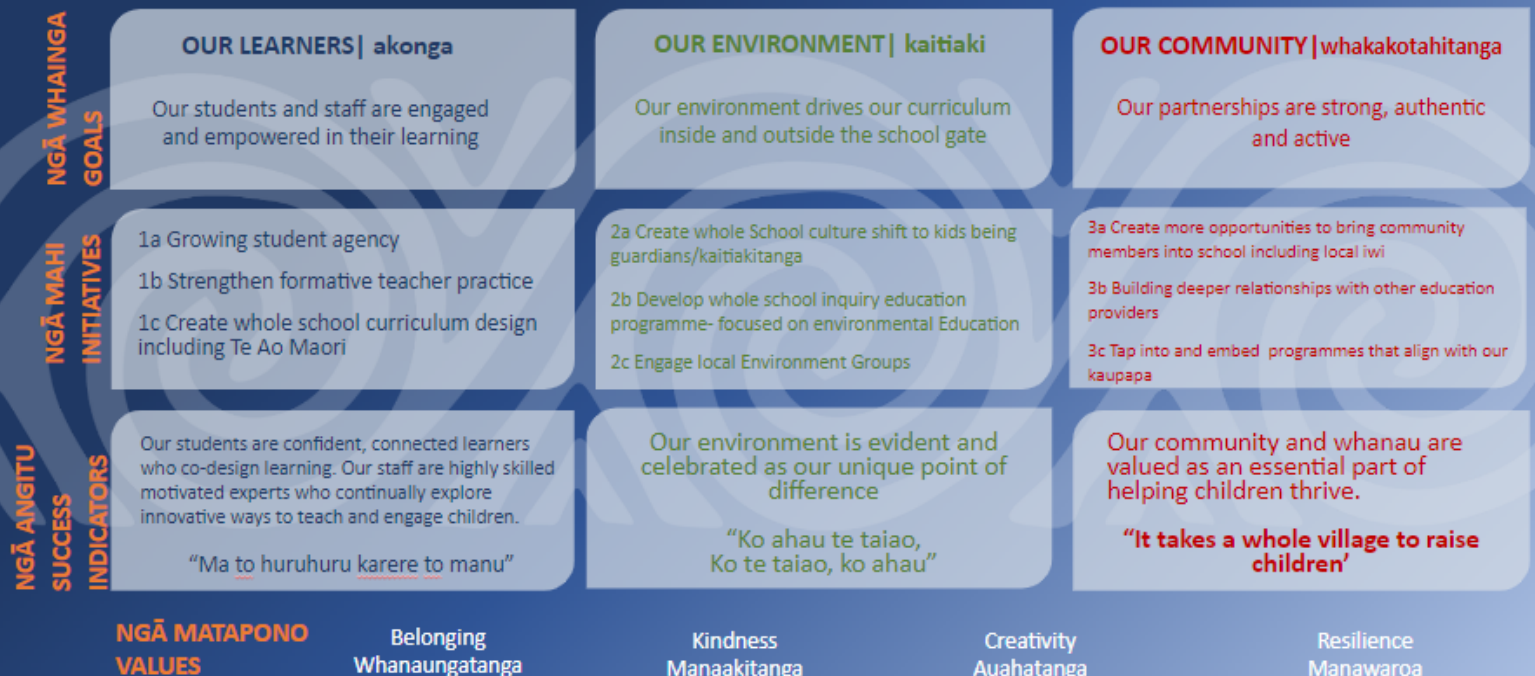 NGĀ WHAINGA
GOALS
OUR LEARNERS| akonga
Our students and staff are engaged
and empowered in their learning
OUR ENVIRONMENT| kaitiaki
Our environment drives our curriculum
inside and outside the school gate
OUR COMMUNITY|whakakotahitanga
Our partnerships are strong, authentic
and active
NGĀ MAHI
INITIATIVES
1a Growing student agency
1b Strengthen formative teacher practice
1c Create whole school curriculum design
including Te Ao Maori
2a Create whole School culture shift to kids being
guardians/kaitiakitanga
2b Develop whole school inquiry education
programme- focused on environmental Education
2c Engage local Environment Groups
3a Create more opportunities to bring community
members into school including local iwi
3b Building deeper relationships with other education
providers
3c Tap into and embed programmes that align with our
kaupapa
NGĀ ANGITU
SUCCESS
INDICATORS
Our students are confident, connected learners
who co-design learning. Our staff are highly skilled
motivated experts who continually explore
innovative ways to teach and engage children.
“Ma to huruhuru karere to manu”
Our environment is evident and
celebrated as our unique point of
difference
“Ko ahau te taiao,
Ko te taiao, ko ahau”
Our community and whanau are
valued as an essential part of
helping children thrive.
“It takes a whole village to raise
children’
NGĀ MATAPONO
VALUES
Belonging
Whanaungatanga
Kindness
Manaakitanga
Creativity
Auahatanga
Resilience
Manawaroa